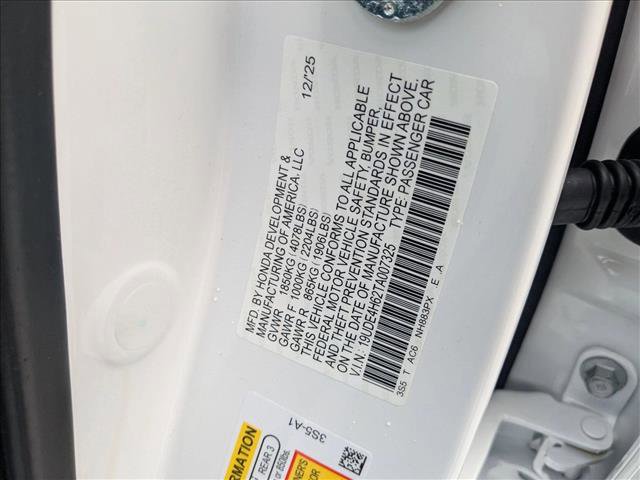 12/'25
MFD. BY HONDA DEVELOPMENT &
MANUFACTURING OF AMERICA, LLC
GVWR 1850KG (4078LBS)
GAWR F 1000KG (2204LBS)
GAWR R 865KG (1906LBS)
THIS VEHICLE CONFORMS TO ALL APPLICABLE
FEDERAL MOTOR VEHICLE SAFETY, BUMPER,
AND THEFT PREVENTION STANDARDS IN EFFECT
ON THE DATE OF MANUFACTURE SHOWN ABOVE.
V.I.N.: 19UDE4H62TA007325 TYPE: PASSENGER CAR
3S5 T AC6 NH883PX E A
3S5-A1
REAR 3